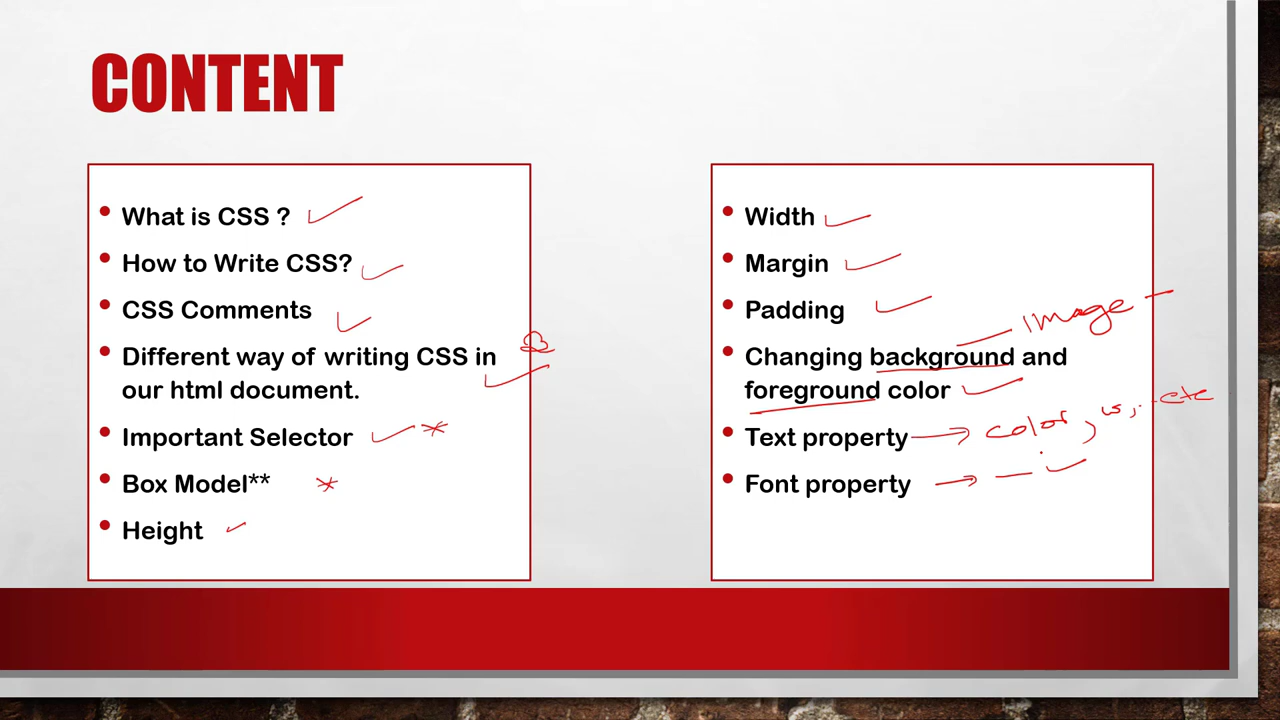 CONTENT
What is CSS ?
How to Write CSS?
CSS Comments
Different way of writing CSS in
our html document.
Important Selector *
Box Model** *
Height
Width
Margin
Padding
image
Changing background and
foreground color
Text property → color, etc
Font property →